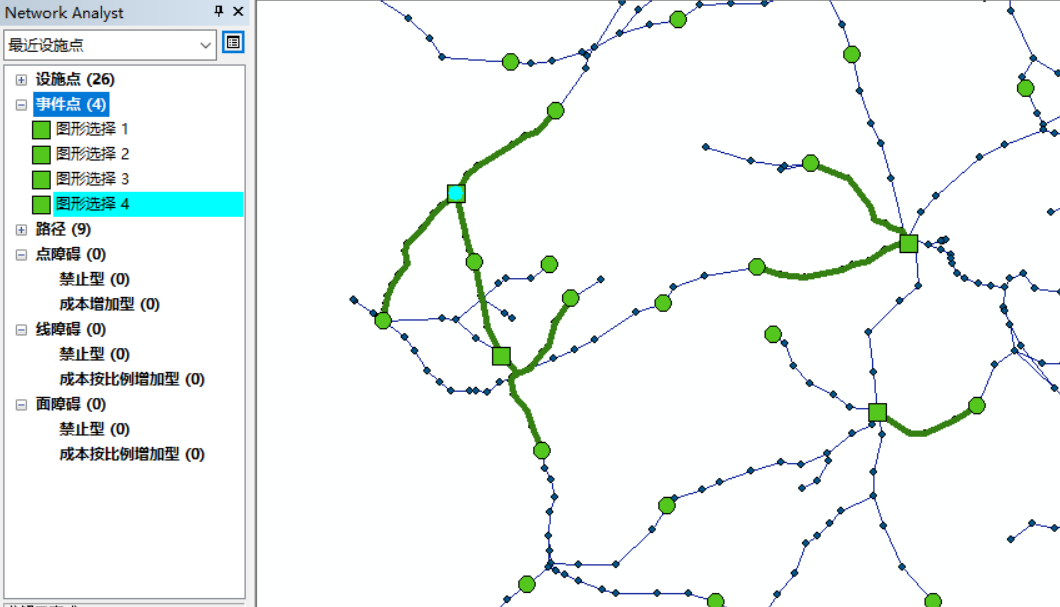 Network Analyst
最近设施点
设施点 (26)
事件点 (4)
图形选择 1
图形选择 2
图形选择 3
图形选择 4
路径 (9)
点障碍 (0)
禁止型 (0)
成本增加型 (0)
线障碍 (0)
禁止型 (0)
成本按比例增加型 (0)
面障碍 (0)
禁止型 (0)
成本按比例增加型 (0)